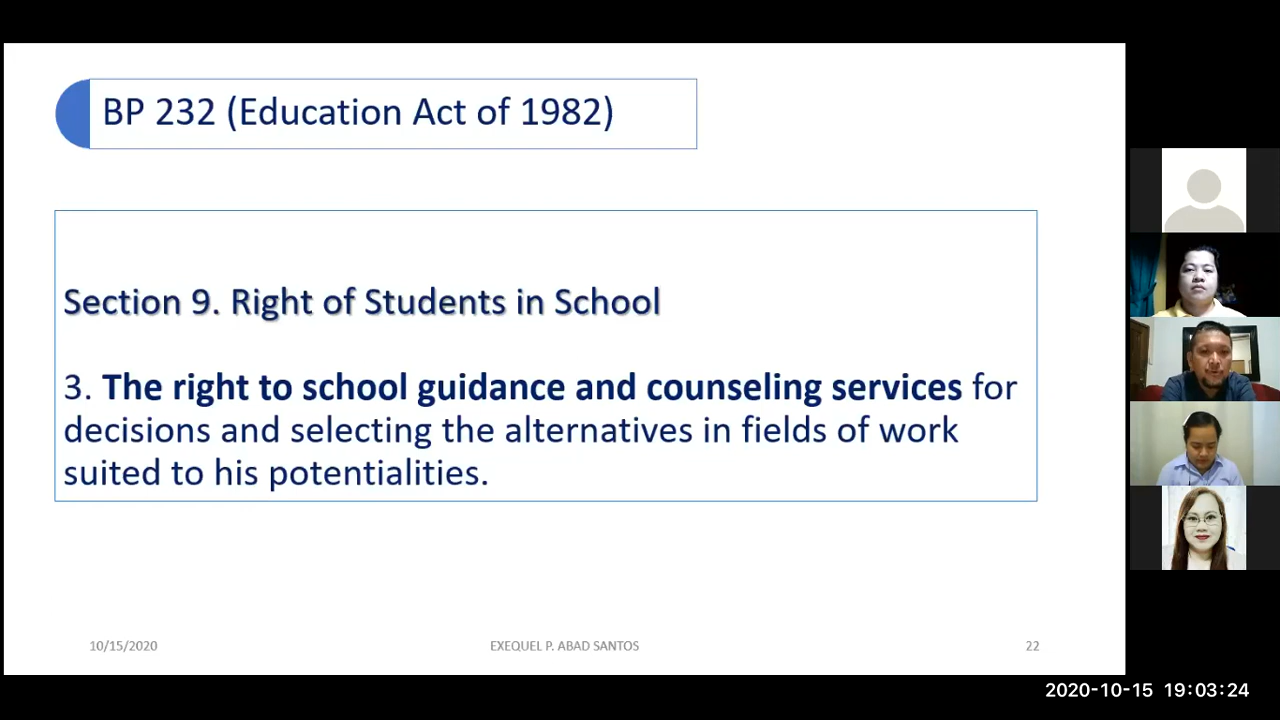 BP 232 (Education Act of 1982)
Section 9. Right of Students in School
3. The right to school guidance and counseling services for
decisions and selecting the alternatives in fields of work
suited to his potentialities.
10/15/2020
EXEQUEL P. ABAD SANTOS
22
2020-10-15 19:03:24